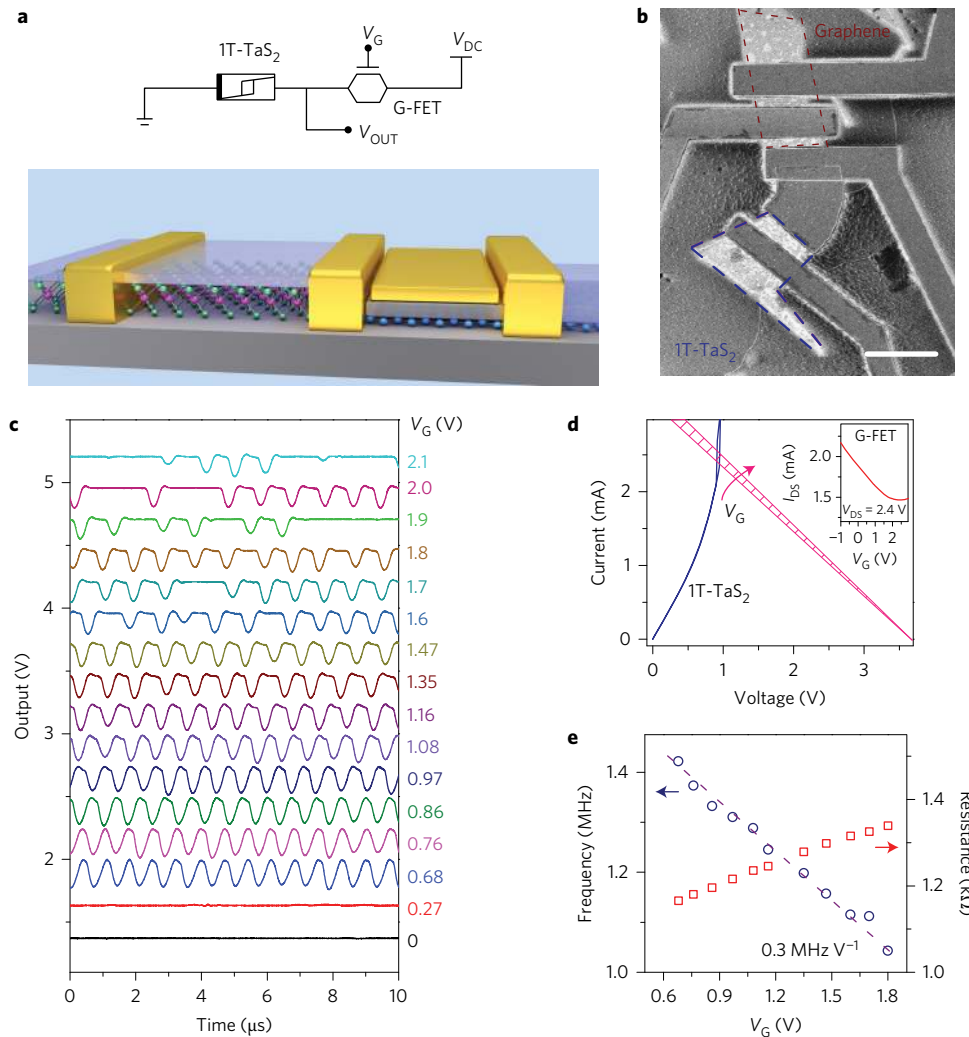 a
1T-TaS2
VG
VDC
G-FET
VOUT
b
Graphene
1T-TaS2
c
VG (V)
2.1
2.0
1.9
1.8
1.7
1.6
1.47
1.35
1.16
1.08
0.97
0.86
0.76
0.68
0.27
0
5
4
3
2
Output (V)
0 2 4 6 8 10
Time (μs)
d
G-FET
IDS (mA)
2.0
1.5
VDS = 2.4 V
−1 0 1 2
VG (V)
VG
1T-TaS2
Current (mA)
2
1
0
0 1 2 3
Voltage (V)
e
Frequency (MHz)
1.4
1.2
1.0
Resistance (kΩ)
1.4
1.2
1.0
0.3 MHz V−1
0.6 0.9 1.2 1.5 1.8
VG (V)